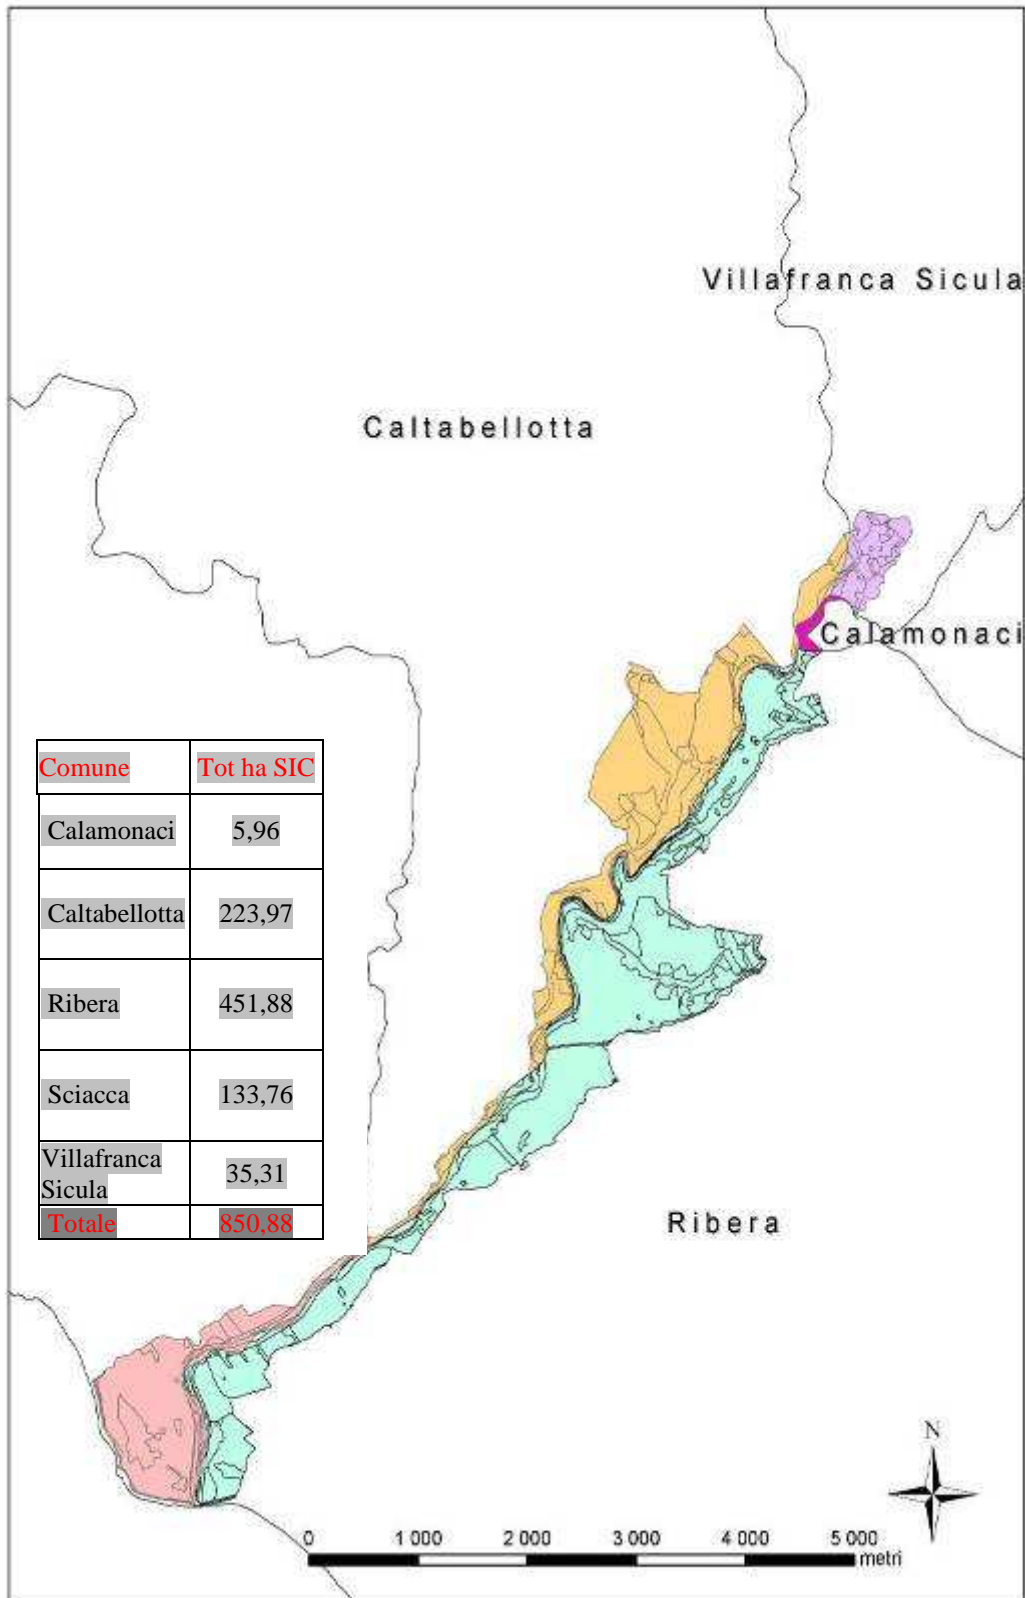 Villafranca Sicula
Caltabellotta
Calamonaci
Comune Tot ha SIC
Calamonaci 5,96
Caltabellotta 223,97
Ribera 451,88
Sciacca 133,76
Villafranca
Sicula 35,31
Totale 850,88
Ribera
N
0 1 000 2 000 3 000 4 000 5 000
metri